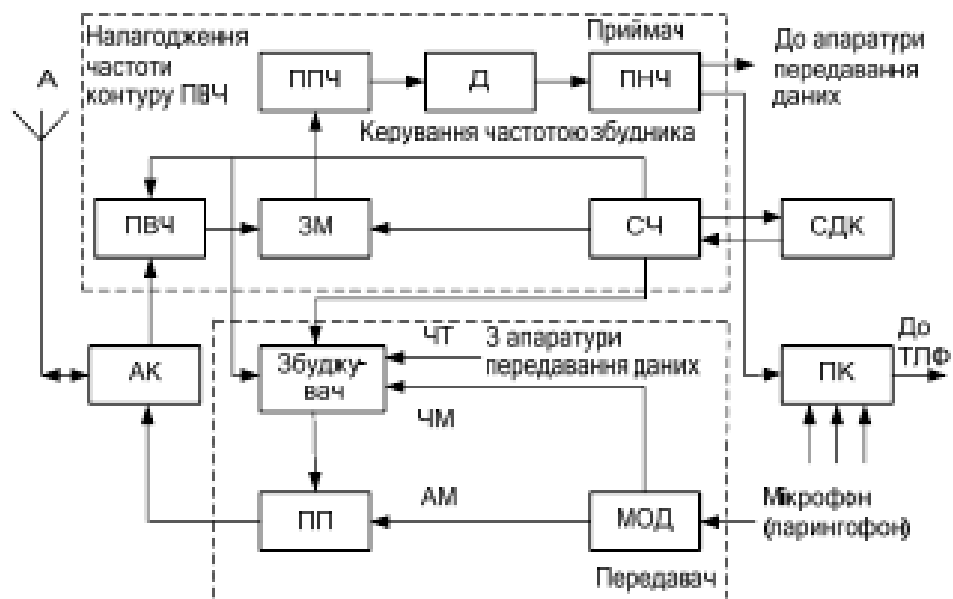 Налагодження
частоти
контуру ПВЧ
Приймач
До апаратури
передавання
даних
А
ППЧ
Д
ПНЧ
Керування частотою збудника
ПВЧ
ЗМ
СЧ
СДК
ЧТ
З апаратури
передавання даних
До
ТЛФ
АК
Збуджу-
вач
ПК
ЧМ
АМ
ПП
МОД
Мікрофон
(ларингофон)
Передавач